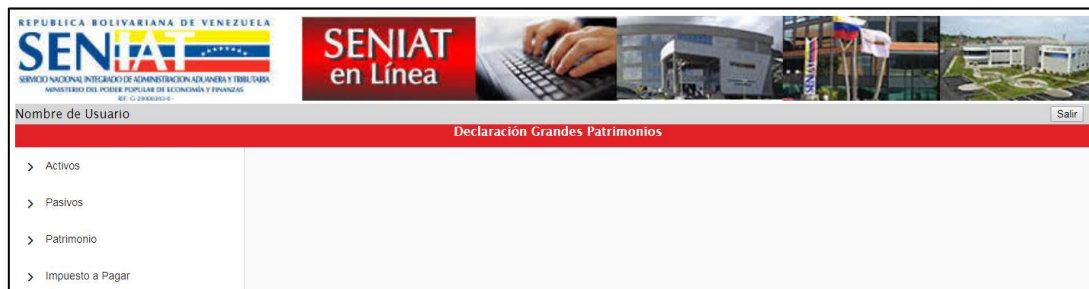 REPUBLICA BOLIVARIANA DE VENEZUELA
SENIAT
SERVICIO NACIONAL INTEGRADO DE ADMINISTRACION ADUANERA Y TRIBUTARIA
MINISTERIO DEL PODER POPULAR DE ECONOMÍA Y FINANZAS
SENIAT
en Línea
SENIAT
Nombre de Usuario
Salir
Declaración Grandes Patrimonios
Activos
Pasivos
Patrimonio
Impuesto a Pagar